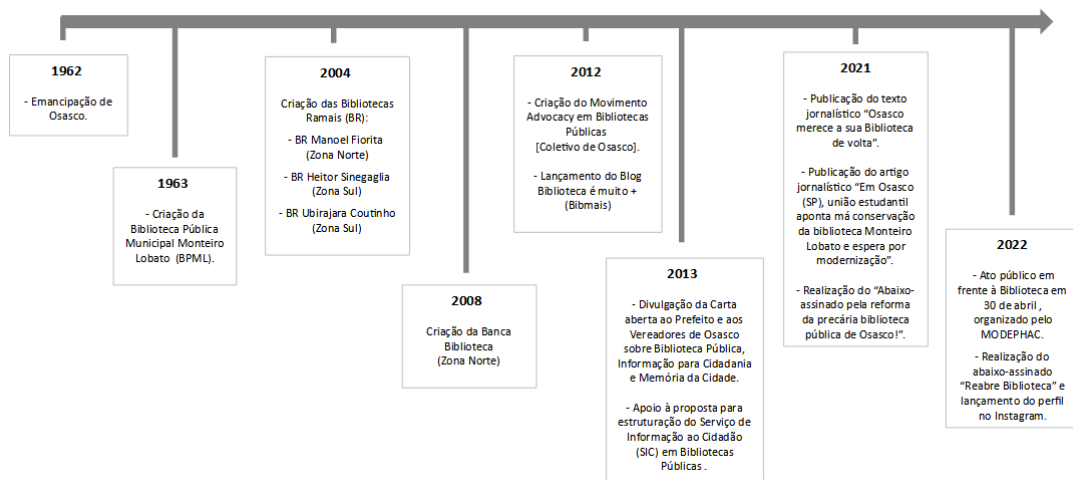 1962
- Emancipação de
Osasco.
1963
- Criação da
Biblioteca Pública
Municipal Monteiro
Lobato (BPML).
2004
Criação das Bibliotecas
Ramais (BR):
- BR Manoel Fiorita
(Zona Norte)
- BR Heitor Sinegaglia
(Zona Sul)
- BR Ubirajara Coutinho
(Zona Sul)
2008
Criação da Banca
Biblioteca
(Zona Norte)
2012
- Criação do Movimento
Advocacy em Bibliotecas
Públicas
[Coletivo de Osasco].
- Lançamento do Blog
Biblioteca é muito +
(Bibmais)
2013
- Divulgação da Carta
aberta ao Prefeito e aos
Vereadores de Osasco
sobre Biblioteca Pública,
Informação para Cidadania
e Memória da Cidade.
- Apoio à proposta para
estruturação do Serviço de
Informação ao Cidadão
(SIC) em Bibliotecas
Públicas .
2021
- Publicação do texto
jornalístico “Osasco
merece a sua Biblioteca
de volta”.
- Publicação do artigo
jornalístico “Em Osasco
(SP), união estudantil
aponta má conservação
da biblioteca Monteiro
Lobato e espera por
modernização”.
- Realização do “Abaixo-
assinado pela reforma
da precária biblioteca
pública de Osasco!”.
2022
- Ato público em
frente à Biblioteca em
30 de abril ,
organizado pelo
MODEPHAC.
- Realização do
abaixo-assinado
“Reabre Biblioteca” e
lançamento do perfil
no Instagram.